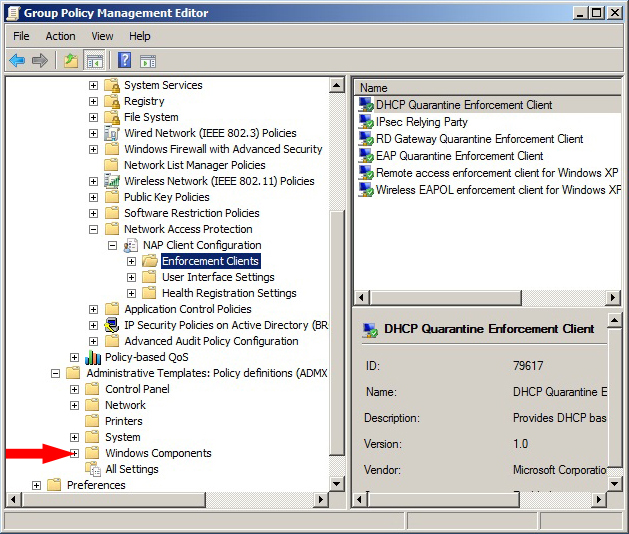 Group Policy Management Editor
File Action View Help
System Services
Registry
File System
Wired Network (IEEE 802.3) Policies
Windows Firewall with Advanced Security
Network List Manager Policies
Wireless Network (IEEE 802.11) Policies
Public Key Policies
Software Restriction Policies
Network Access Protection
NAP Client Configuration
Enforcement Clients
User Interface Settings
Health Registration Settings
Application Control Policies
IP Security Policies on Active Directory (BR
Advanced Audit Policy Configuration
Policy-based QoS
Administrative Templates: Policy definitions (ADMX
Control Panel
Network
Printers
System
Windows Components
All Settings
Preferences
Name
DHCP Quarantine Enforcement Client
IPsec Relying Party
RD Gateway Quarantine Enforcement Client
EAP Quarantine Enforcement Client
Remote access enforcement client for Windows XP
Wireless EAPOL enforcement client for Windows XP
DHCP Quarantine Enforcement Client
ID: 79617
Name: DHCP Quarantine E
Description: Provides DHCP bas
Version: 1.0
Vendor: Microsoft Corporatio